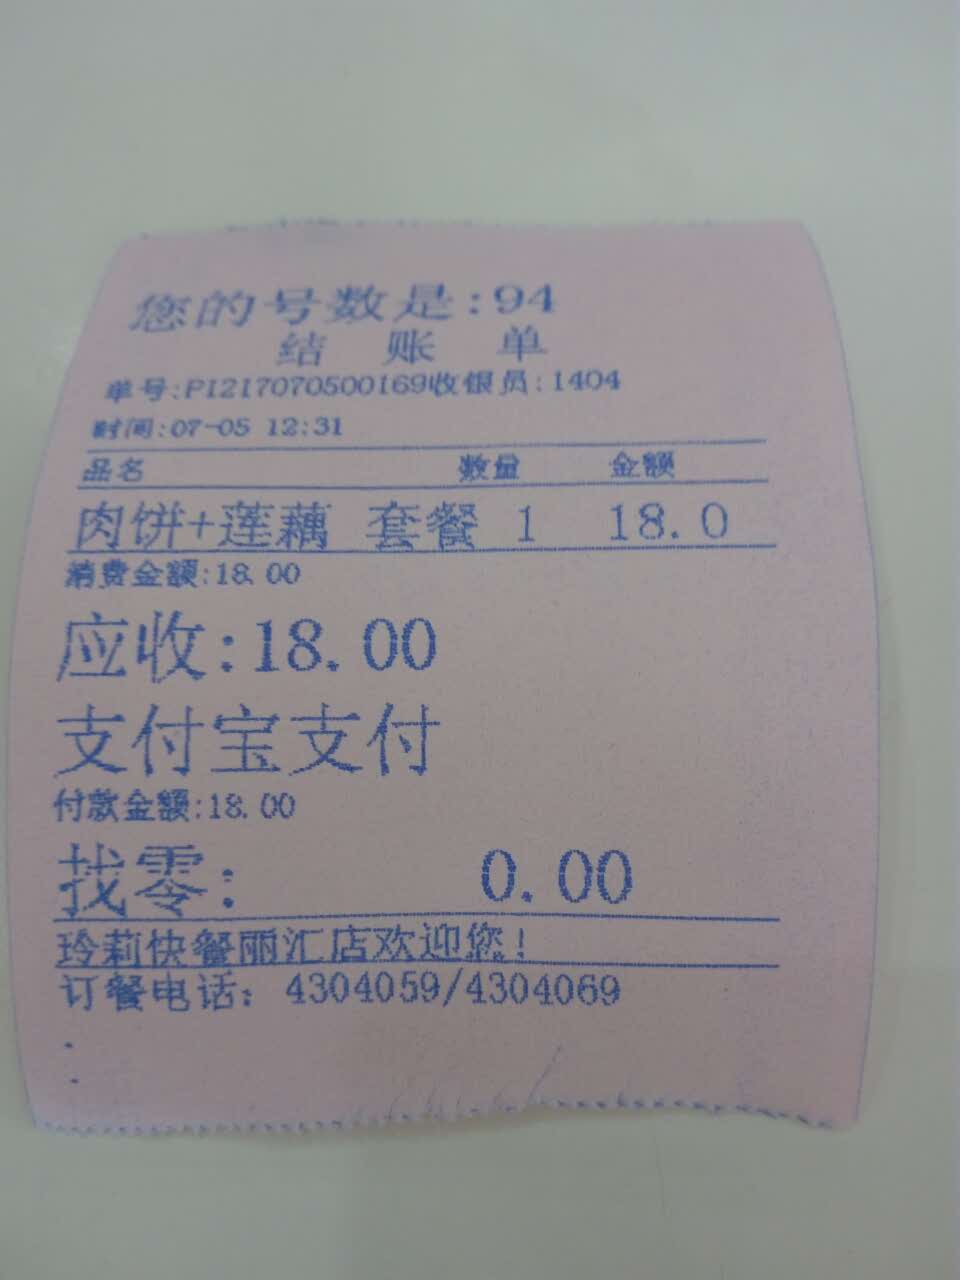 您的号数是:94
结 账 单
单号:P1217070500169收银员:1404
时间:07-05 12:31
品名 数量 金额
肉饼+莲藕 套餐 1 18.0
消费金额:18.00
应收:18.00
支付宝支付
付款金额:18.00
找零: 0.00
玲莉快餐丽汇店欢迎您!
订餐电话: 4304059/4304069